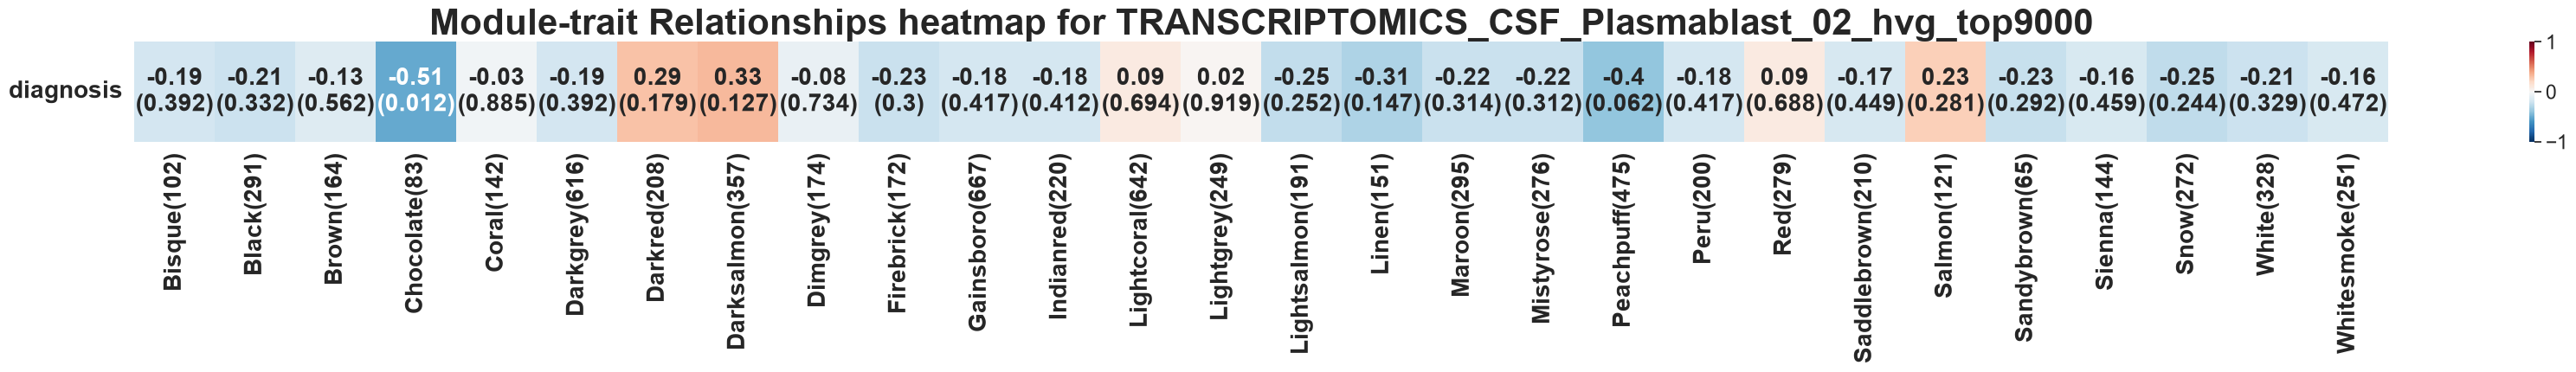 Module-trait Relationships heatmap for TRANSCRIPTOMICS_CSF_Plasmablast_02_hvg_top9000
-0.19 -0.21 -0.13 -0.51 -0.03 -0.19 0.29 0.33 -0.08 -0.23 -0.18 -0.18 0.09 0.02 -0.25 -0.31 -0.22 -0.22 -0.4 -0.18 0.09 -0.17 0.23 -0.23 -0.16 -0.25 -0.21 -0.16
diagnosis
(0.392) (0.332) (0.562) (0.012) (0.885) (0.392) (0.179) (0.127) (0.734) (0.3) (0.417) (0.412) (0.694) (0.919) (0.252) (0.147) (0.314) (0.312) (0.062) (0.417) (0.688) (0.449) (0.281) (0.292) (0.459) (0.244) (0.329) (0.472)
1
0
−1
Bisque(102)
Black(291)
Brown(164)
Chocolate(83)
Coral(142)
Darkgrey(616)
Darkred(208)
Darksalmon(357)
Dimgrey(174)
Firebrick(172)
Gainsboro(667)
Indianred(220)
Lightcoral(642)
Lightgrey(249)
Lightsalmon(191)
Linen(151)
Maroon(295)
Mistyrose(276)
Peachpuff(475)
Peru(200)
Red(279)
Saddlebrown(210)
Salmon(121)
Sandybrown(65)
Sienna(144)
Snow(272)
White(328)
Whitesmoke(251)